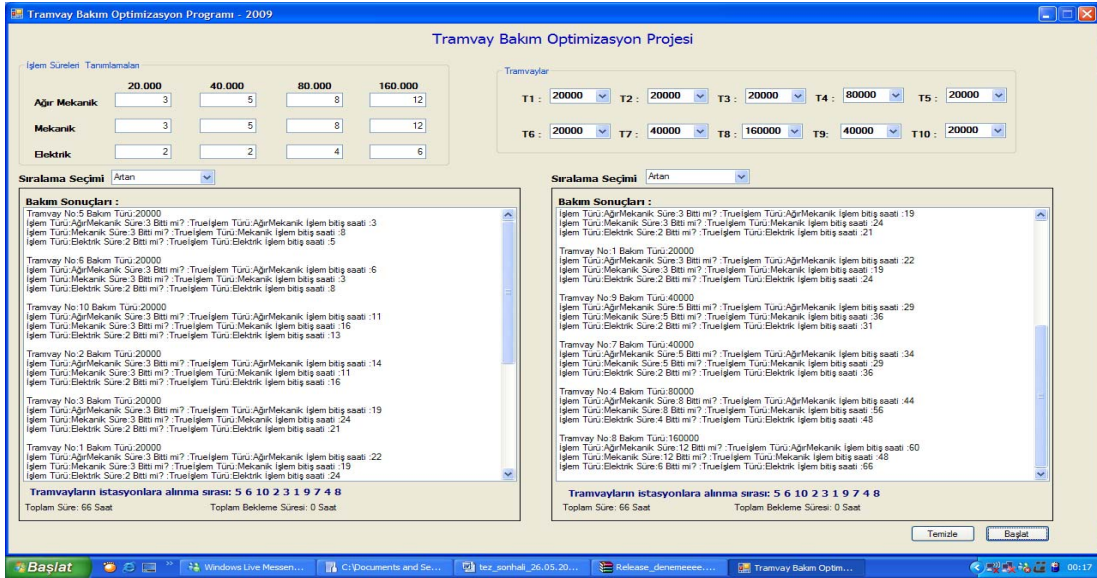 Tramvay Bakım Optimizasyon Programı - 2009
Tramvay Bakım Optimizasyon Projesi
İşlem Süreleri Tanımlamaları
20.000 40.000 80.000 160.000
Ağır Mekanik 3 5 8 12
Mekanik 3 5 8 12
Elektrik 2 2 4 6
Tramvaylar
T1 : 20000 T2 : 20000 T3 : 20000 T4 : 80000 T5 : 20000
T6 : 20000 T7 : 40000 T8 : 160000 T9: 40000 T10 : 20000
Sıralama Seçimi Artan
Bakım Sonuçları :
Tramvay No:5 Bakım Türü:20000
İşlem Türü:AğırMekanik Süre:3 Bitti mi? :Trueİşlem Türü:AğırMekanik İşlem bitiş saati :3
İşlem Türü:Mekanik Süre:3 Bitti mi? :Trueİşlem Türü:Mekanik İşlem bitiş saati :8
İşlem Türü:Elektrik Süre:2 Bitti mi? :Trueİşlem Türü:Elektrik İşlem bitiş saati :5
Tramvay No:6 Bakım Türü:20000
İşlem Türü:AğırMekanik Süre:3 Bitti mi? :Trueİşlem Türü:AğırMekanik İşlem bitiş saati :6
İşlem Türü:Mekanik Süre:3 Bitti mi? :Trueİşlem Türü:Mekanik İşlem bitiş saati :3
İşlem Türü:Elektrik Süre:2 Bitti mi? :Trueİşlem Türü:Elektrik İşlem bitiş saati :8
Tramvay No:10 Bakım Türü:20000
İşlem Türü:AğırMekanik Süre:3 Bitti mi? :Trueİşlem Türü:AğırMekanik İşlem bitiş saati :11
İşlem Türü:Mekanik Süre:3 Bitti mi? :Trueİşlem Türü:Mekanik İşlem bitiş saati :16
İşlem Türü:Elektrik Süre:2 Bitti mi? :Trueİşlem Türü:Elektrik İşlem bitiş saati :13
Tramvay No:2 Bakım Türü:20000
İşlem Türü:AğırMekanik Süre:3 Bitti mi? :Trueİşlem Türü:AğırMekanik İşlem bitiş saati :14
İşlem Türü:Mekanik Süre:3 Bitti mi? :Trueİşlem Türü:Mekanik İşlem bitiş saati :11
İşlem Türü:Elektrik Süre:2 Bitti mi? :Trueİşlem Türü:Elektrik İşlem bitiş saati :16
Tramvay No:3 Bakım Türü:20000
İşlem Türü:AğırMekanik Süre:3 Bitti mi? :Trueİşlem Türü:AğırMekanik İşlem bitiş saati :19
İşlem Türü:Mekanik Süre:3 Bitti mi? :Trueİşlem Türü:Mekanik İşlem bitiş saati :24
İşlem Türü:Elektrik Süre:2 Bitti mi? :Trueİşlem Türü:Elektrik İşlem bitiş saati :21
Tramvay No:1 Bakım Türü:20000
İşlem Türü:AğırMekanik Süre:3 Bitti mi? :Trueİşlem Türü:AğırMekanik İşlem bitiş saati :22
İşlem Türü:Mekanik Süre:3 Bitti mi? :Trueİşlem Türü:Mekanik İşlem bitiş saati :19
İşlem Türü:Elektrik Süre:2 Bitti mi? :Trueİşlem Türü:Elektrik İşlem bitiş saati :24
Tramvayların istasyonlara alınma sırası: 5 6 10 2 3 1 9 7 4 8
Toplam Süre: 66 Saat Toplam Bekleme Süresi: 0 Saat
Sıralama Seçimi Artan
Bakım Sonuçları :
İşlem Türü:AğırMekanik Süre:3 Bitti mi? :Trueİşlem Türü:AğırMekanik İşlem bitiş saati :19
İşlem Türü:Mekanik Süre:3 Bitti mi? :Trueİşlem Türü:Mekanik İşlem bitiş saati :24
İşlem Türü:Elektrik Süre:2 Bitti mi? :Trueİşlem Türü:Elektrik İşlem bitiş saati :21
Tramvay No:1 Bakım Türü:20000
İşlem Türü:AğırMekanik Süre:3 Bitti mi? :Trueİşlem Türü:AğırMekanik İşlem bitiş saati :22
İşlem Türü:Mekanik Süre:3 Bitti mi? :Trueİşlem Türü:Mekanik İşlem bitiş saati :19
İşlem Türü:Elektrik Süre:2 Bitti mi? :Trueİşlem Türü:Elektrik İşlem bitiş saati :24
Tramvay No:9 Bakım Türü:40000
İşlem Türü:AğırMekanik Süre:5 Bitti mi? :Trueİşlem Türü:AğırMekanik İşlem bitiş saati :29
İşlem Türü:Mekanik Süre:5 Bitti mi? :Trueİşlem Türü:Mekanik İşlem bitiş saati :36
İşlem Türü:Elektrik Süre:2 Bitti mi? :Trueİşlem Türü:Elektrik İşlem bitiş saati :31
Tramvay No:7 Bakım Türü:40000
İşlem Türü:AğırMekanik Süre:5 Bitti mi? :Trueİşlem Türü:AğırMekanik İşlem bitiş saati :34
İşlem Türü:Mekanik Süre:5 Bitti mi? :Trueİşlem Türü:Mekanik İşlem bitiş saati :29
İşlem Türü:Elektrik Süre:2 Bitti mi? :Trueİşlem Türü:Elektrik İşlem bitiş saati :36
Tramvay No:4 Bakım Türü:80000
İşlem Türü:AğırMekanik Süre:8 Bitti mi? :Trueİşlem Türü:AğırMekanik İşlem bitiş saati :44
İşlem Türü:Mekanik Süre:8 Bitti mi? :Trueİşlem Türü:Mekanik İşlem bitiş saati :56
İşlem Türü:Elektrik Süre:4 Bitti mi? :Trueİşlem Türü:Elektrik İşlem bitiş saati :48
Tramvay No:8 Bakım Türü:160000
İşlem Türü:AğırMekanik Süre:12 Bitti mi? :Trueİşlem Türü:AğırMekanik İşlem bitiş saati :60
İşlem Türü:Mekanik Süre:12 Bitti mi? :Trueİşlem Türü:Mekanik İşlem bitiş saati :48
İşlem Türü:Elektrik Süre:6 Bitti mi? :Trueİşlem Türü:Elektrik İşlem bitiş saati :66
Tramvayların istasyonlara alınma sırası: 5 6 10 2 3 1 9 7 4 8
Toplam Süre: 66 Saat Toplam Bekleme Süresi: 0 Saat
Temizle Başlat
Başlat Windows Live Messen... C:\Documents and Se... tez_sonhali_26.05.20... Release_denemeeee.... Tramvay Bakım Optim... 00:17